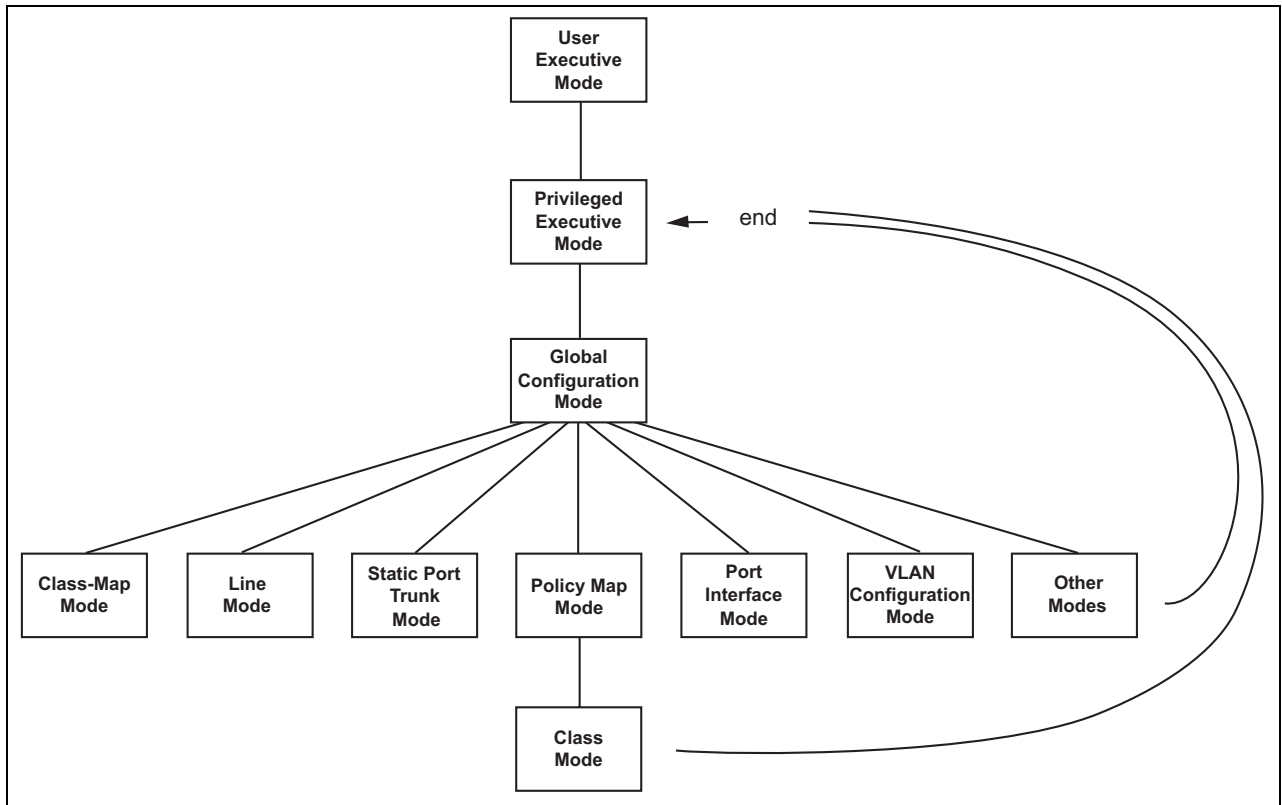 User
Executive
Mode
Privileged
Executive
Mode
end
Global
Configuration
Mode
Class-Map
Mode
Line
Mode
Static Port
Trunk
Mode
Policy Map
Mode
Port
Interface
Mode
VLAN
Configuration
Mode
Other
Modes
Class
Mode